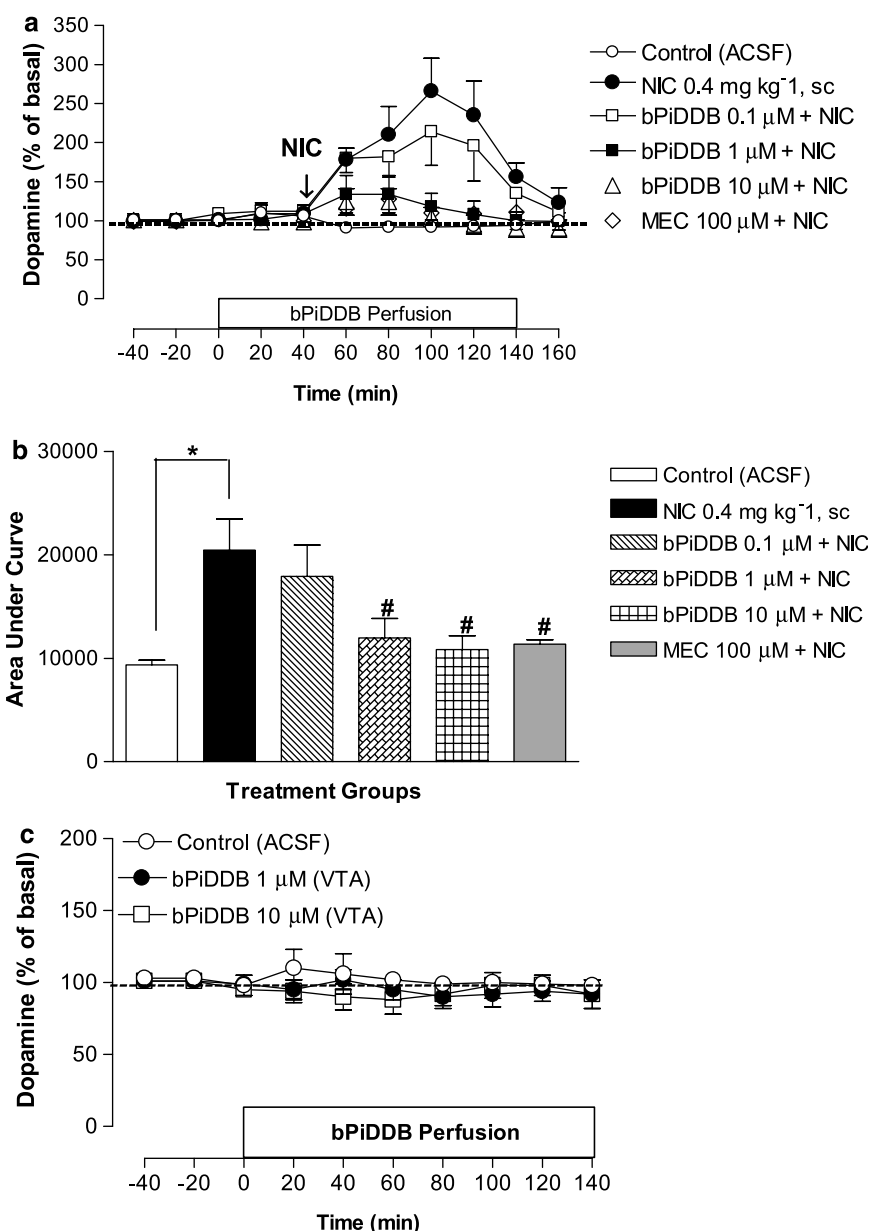 a
Dopamine (% of basal)
350
300
250
200
150
100
50
0
NIC
bPiDDB Perfusion
-40 -20 0 20 40 60 80 100 120 140 160
Time (min)
Control (ACSF)
NIC 0.4 mg kg-1, sc
bPiDDB 0.1 μM + NIC
bPiDDB 1 μM + NIC
bPiDDB 10 μM + NIC
MEC 100 μM + NIC
b
Area Under Curve
30000
20000
10000
0
*
#
#
#
Treatment Groups
Control (ACSF)
NIC 0.4 mg kg-1, sc
bPiDDB 0.1 μM + NIC
bPiDDB 1 μM + NIC
bPiDDB 10 μM + NIC
MEC 100 μM + NIC
c
Dopamine (% of basal)
200
150
100
50
0
Control (ACSF)
bPiDDB 1 μM (VTA)
bPiDDB 10 μM (VTA)
bPiDDB Perfusion
-40 -20 0 20 40 60 80 100 120 140
Time (min)